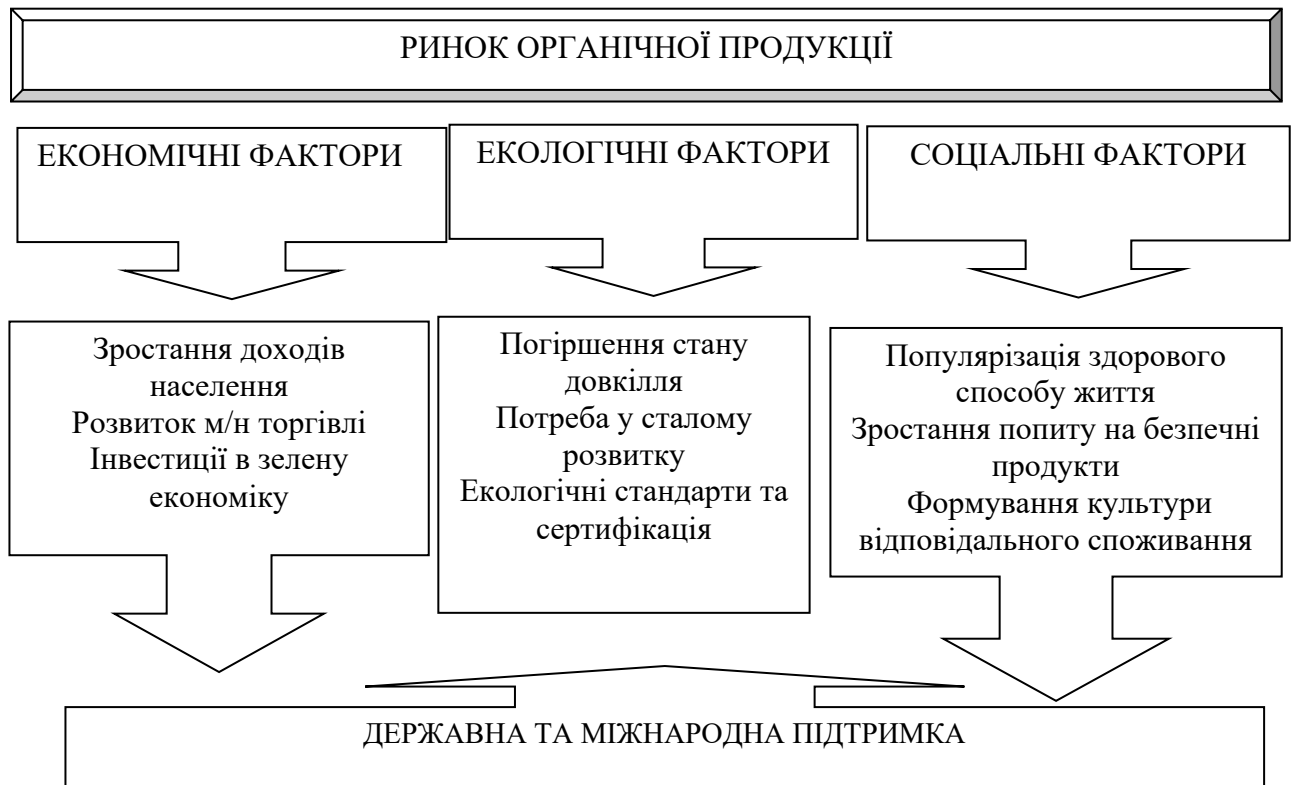 РИНОК ОРГАНІЧНОЇ ПРОДУКЦІЇ
ЕКОНОМІЧНІ ФАКТОРИ
ЕКОЛОГІЧНІ ФАКТОРИ
СОЦІАЛЬНІ ФАКТОРИ
Зростання доходів
населення
Розвиток м/н торгівлі
Інвестиції в зелену
економіку
Погіршення стану
довкілля
Потреба у сталому
розвитку
Екологічні стандарти та
сертифікація
Популярізація здорового
способу життя
Зростання попиту на безпечні
продукти
Формування культури
відповідального споживання
ДЕРЖАВНА ТА МІЖНАРОДНА ПІДТРИМКА